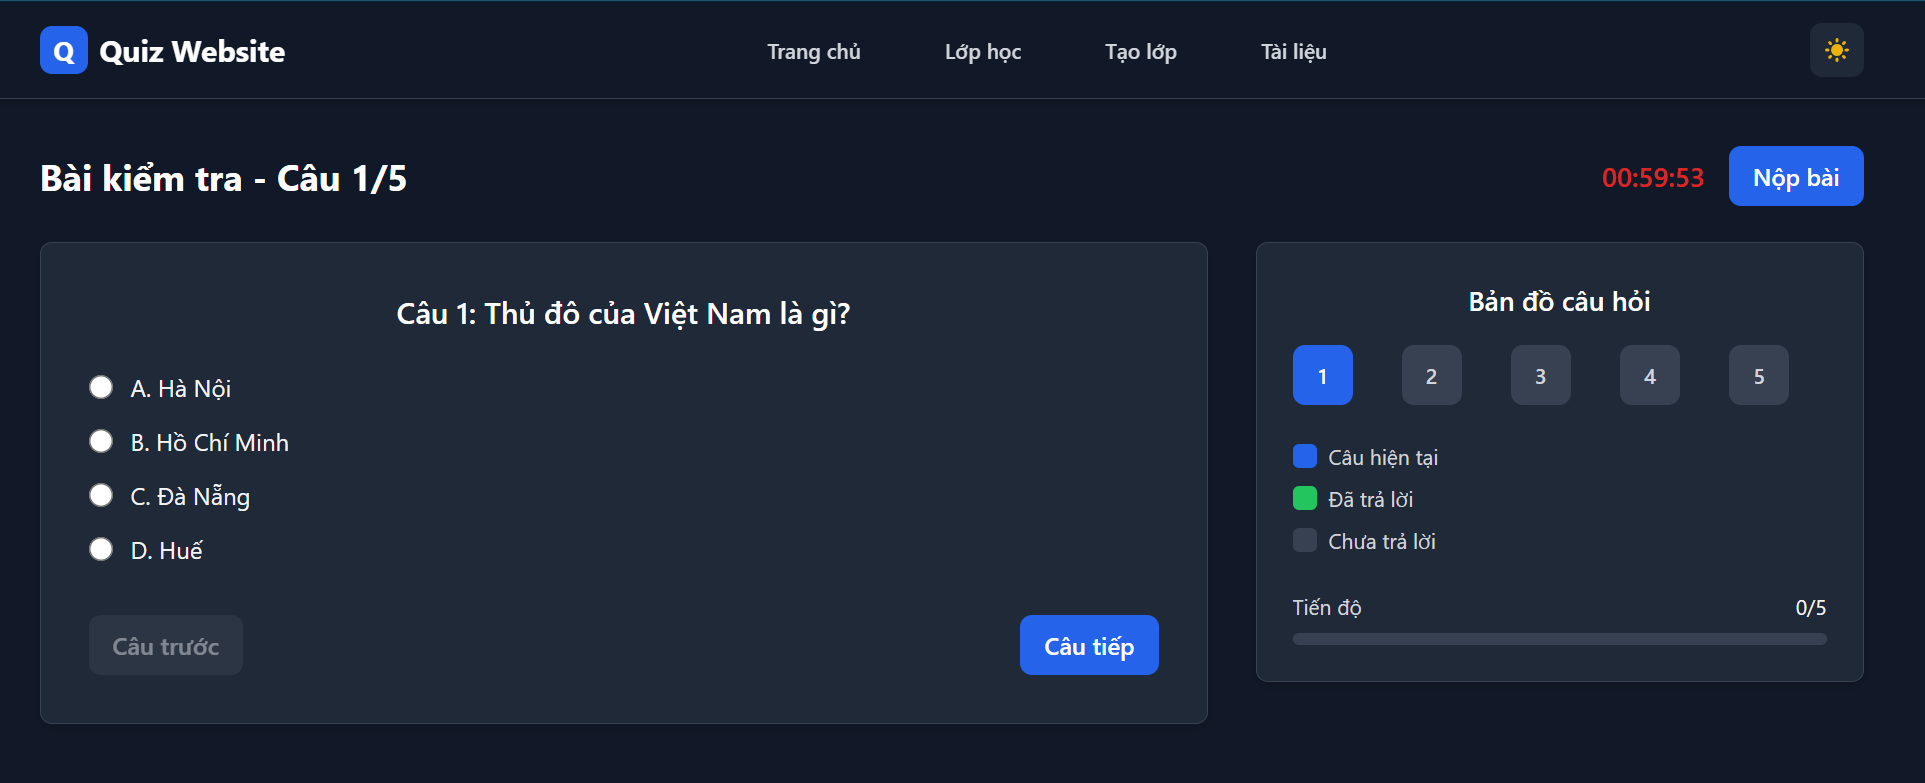 Q Quiz Website
Trang chủ
Lớp học
Tạo lớp
Tài liệu
Bài kiểm tra - Câu 1/5
00:59:53
Nộp bài
Câu 1: Thủ đô của Việt Nam là gì?
A. Hà Nội
B. Hồ Chí Minh
C. Đà Nẵng
D. Huế
Câu trước
Câu tiếp
Bản đồ câu hỏi
1 2 3 4 5
Câu hiện tại
Đã trả lời
Chưa trả lời
Tiến độ 0/5